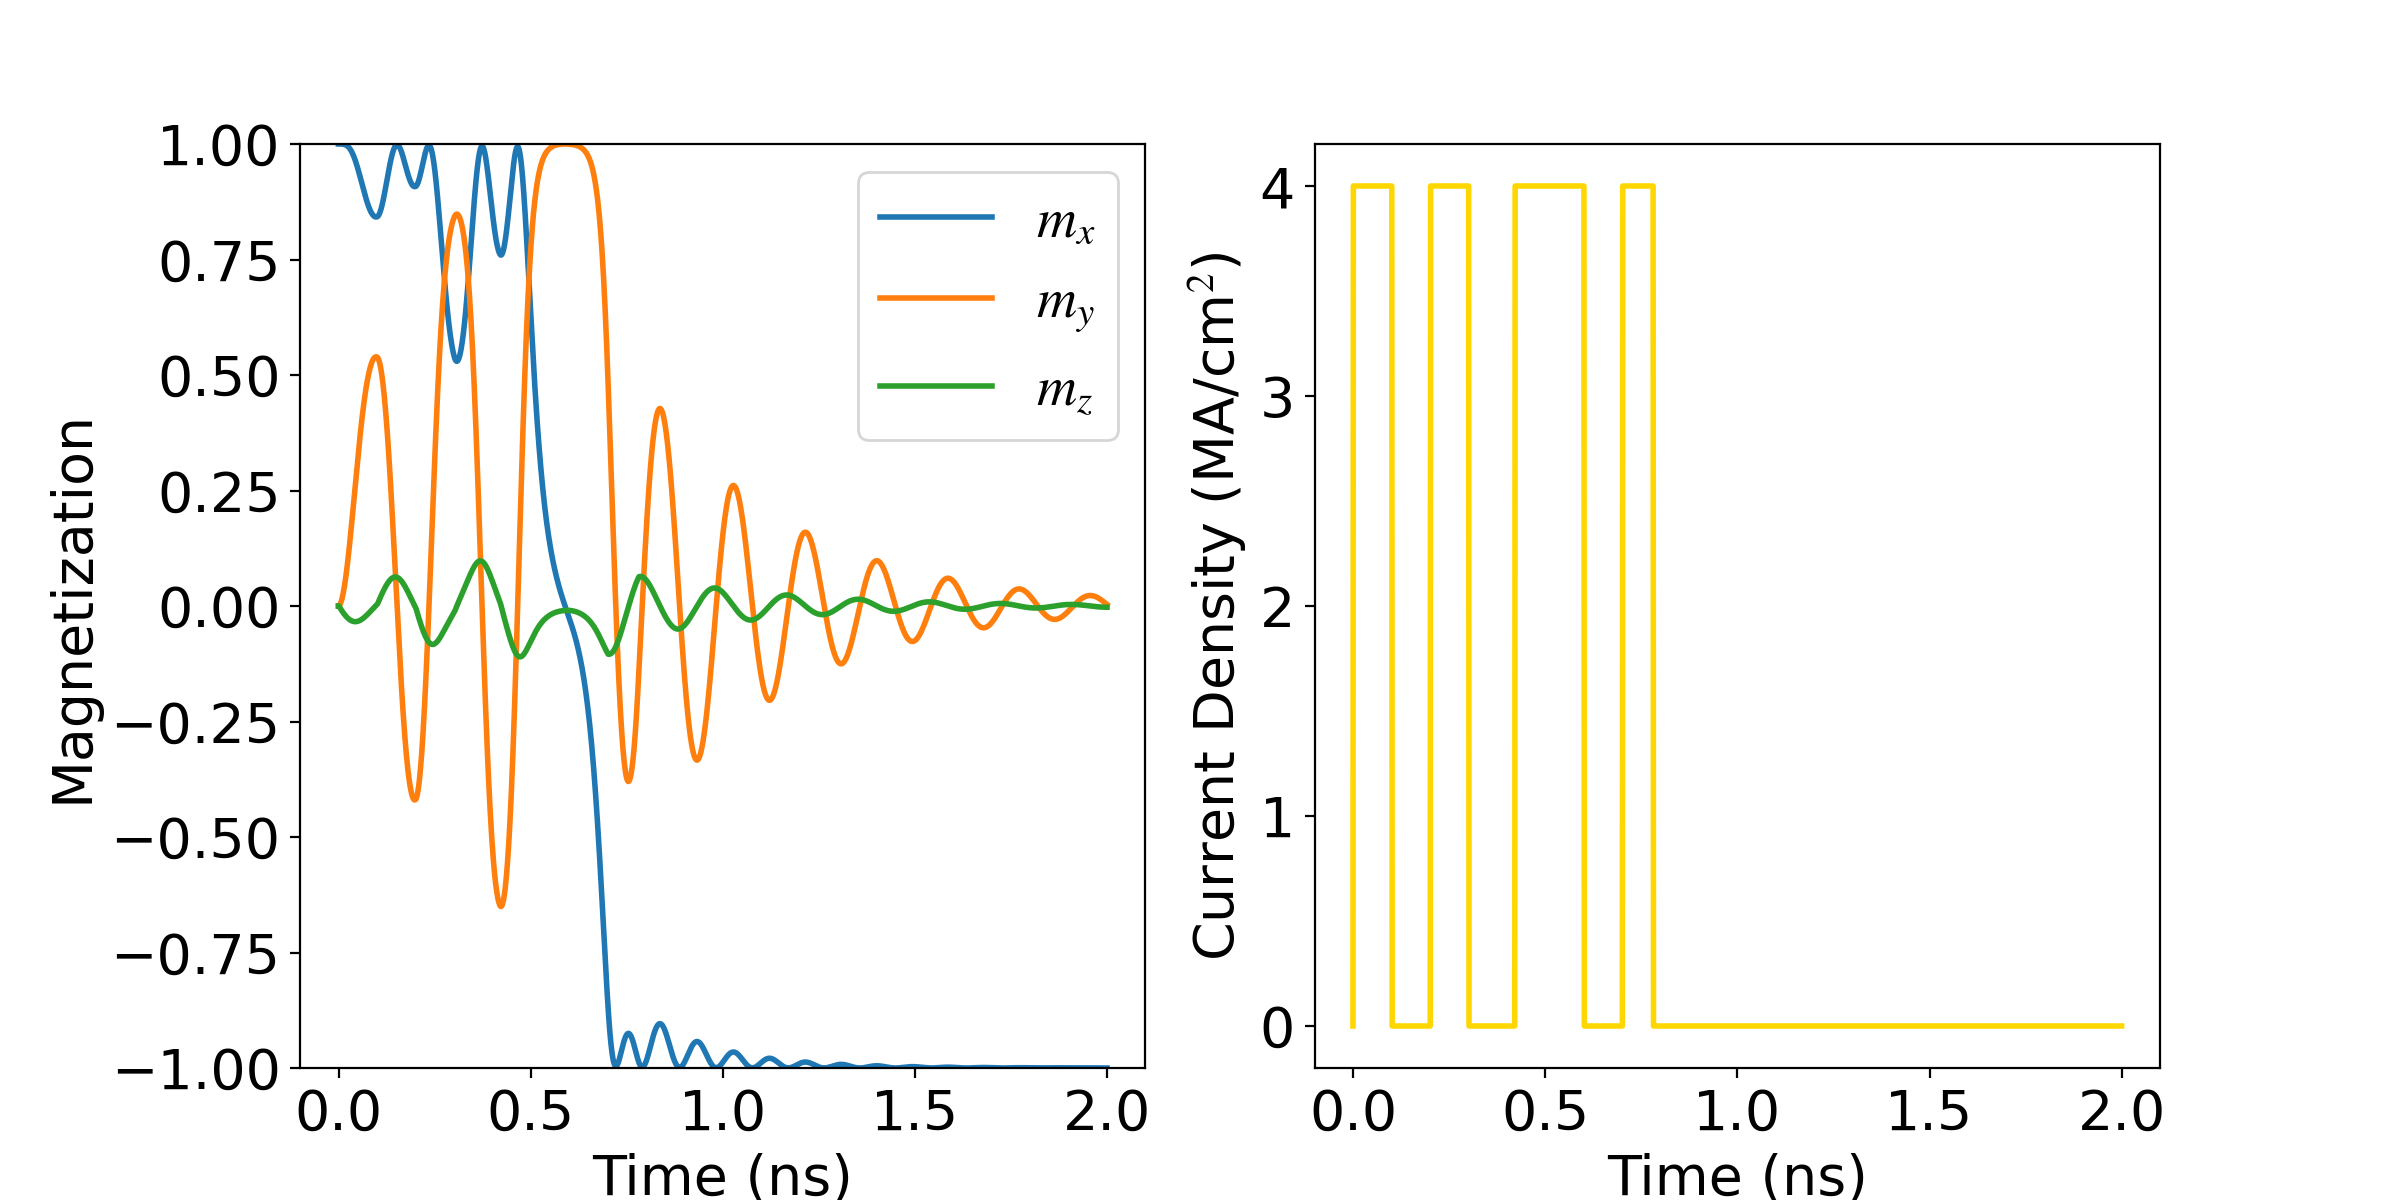 Magnetization
1.00
0.75
0.50
0.25
0.00
−0.25
−0.50
−0.75
−1.00
0.0 0.5 1.0 1.5 2.0
Time (ns)
mₓ
m_y
m_z
Current Density (MA/cm²)
4
3
2
1
0
0.0 0.5 1.0 1.5 2.0
Time (ns)